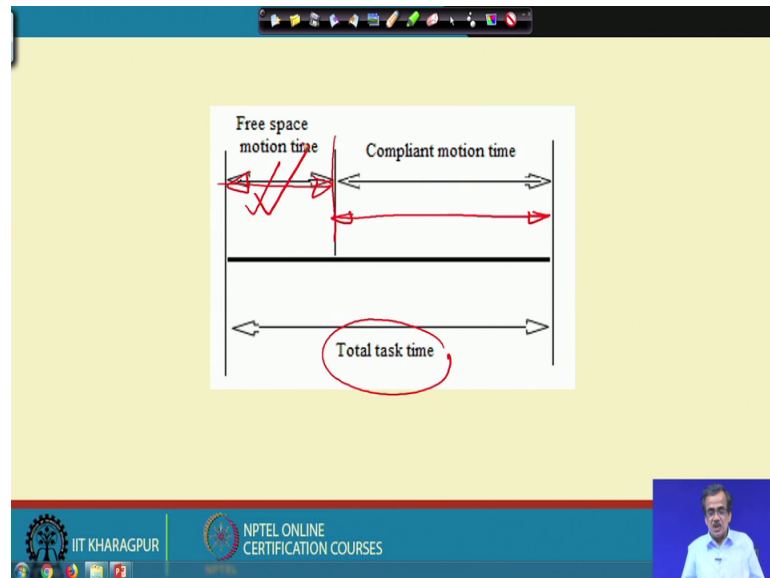 Free space
motion time
Compliant motion time
Total task time
IIT KHARAGPUR
NPTEL ONLINE
CERTIFICATION COURSES